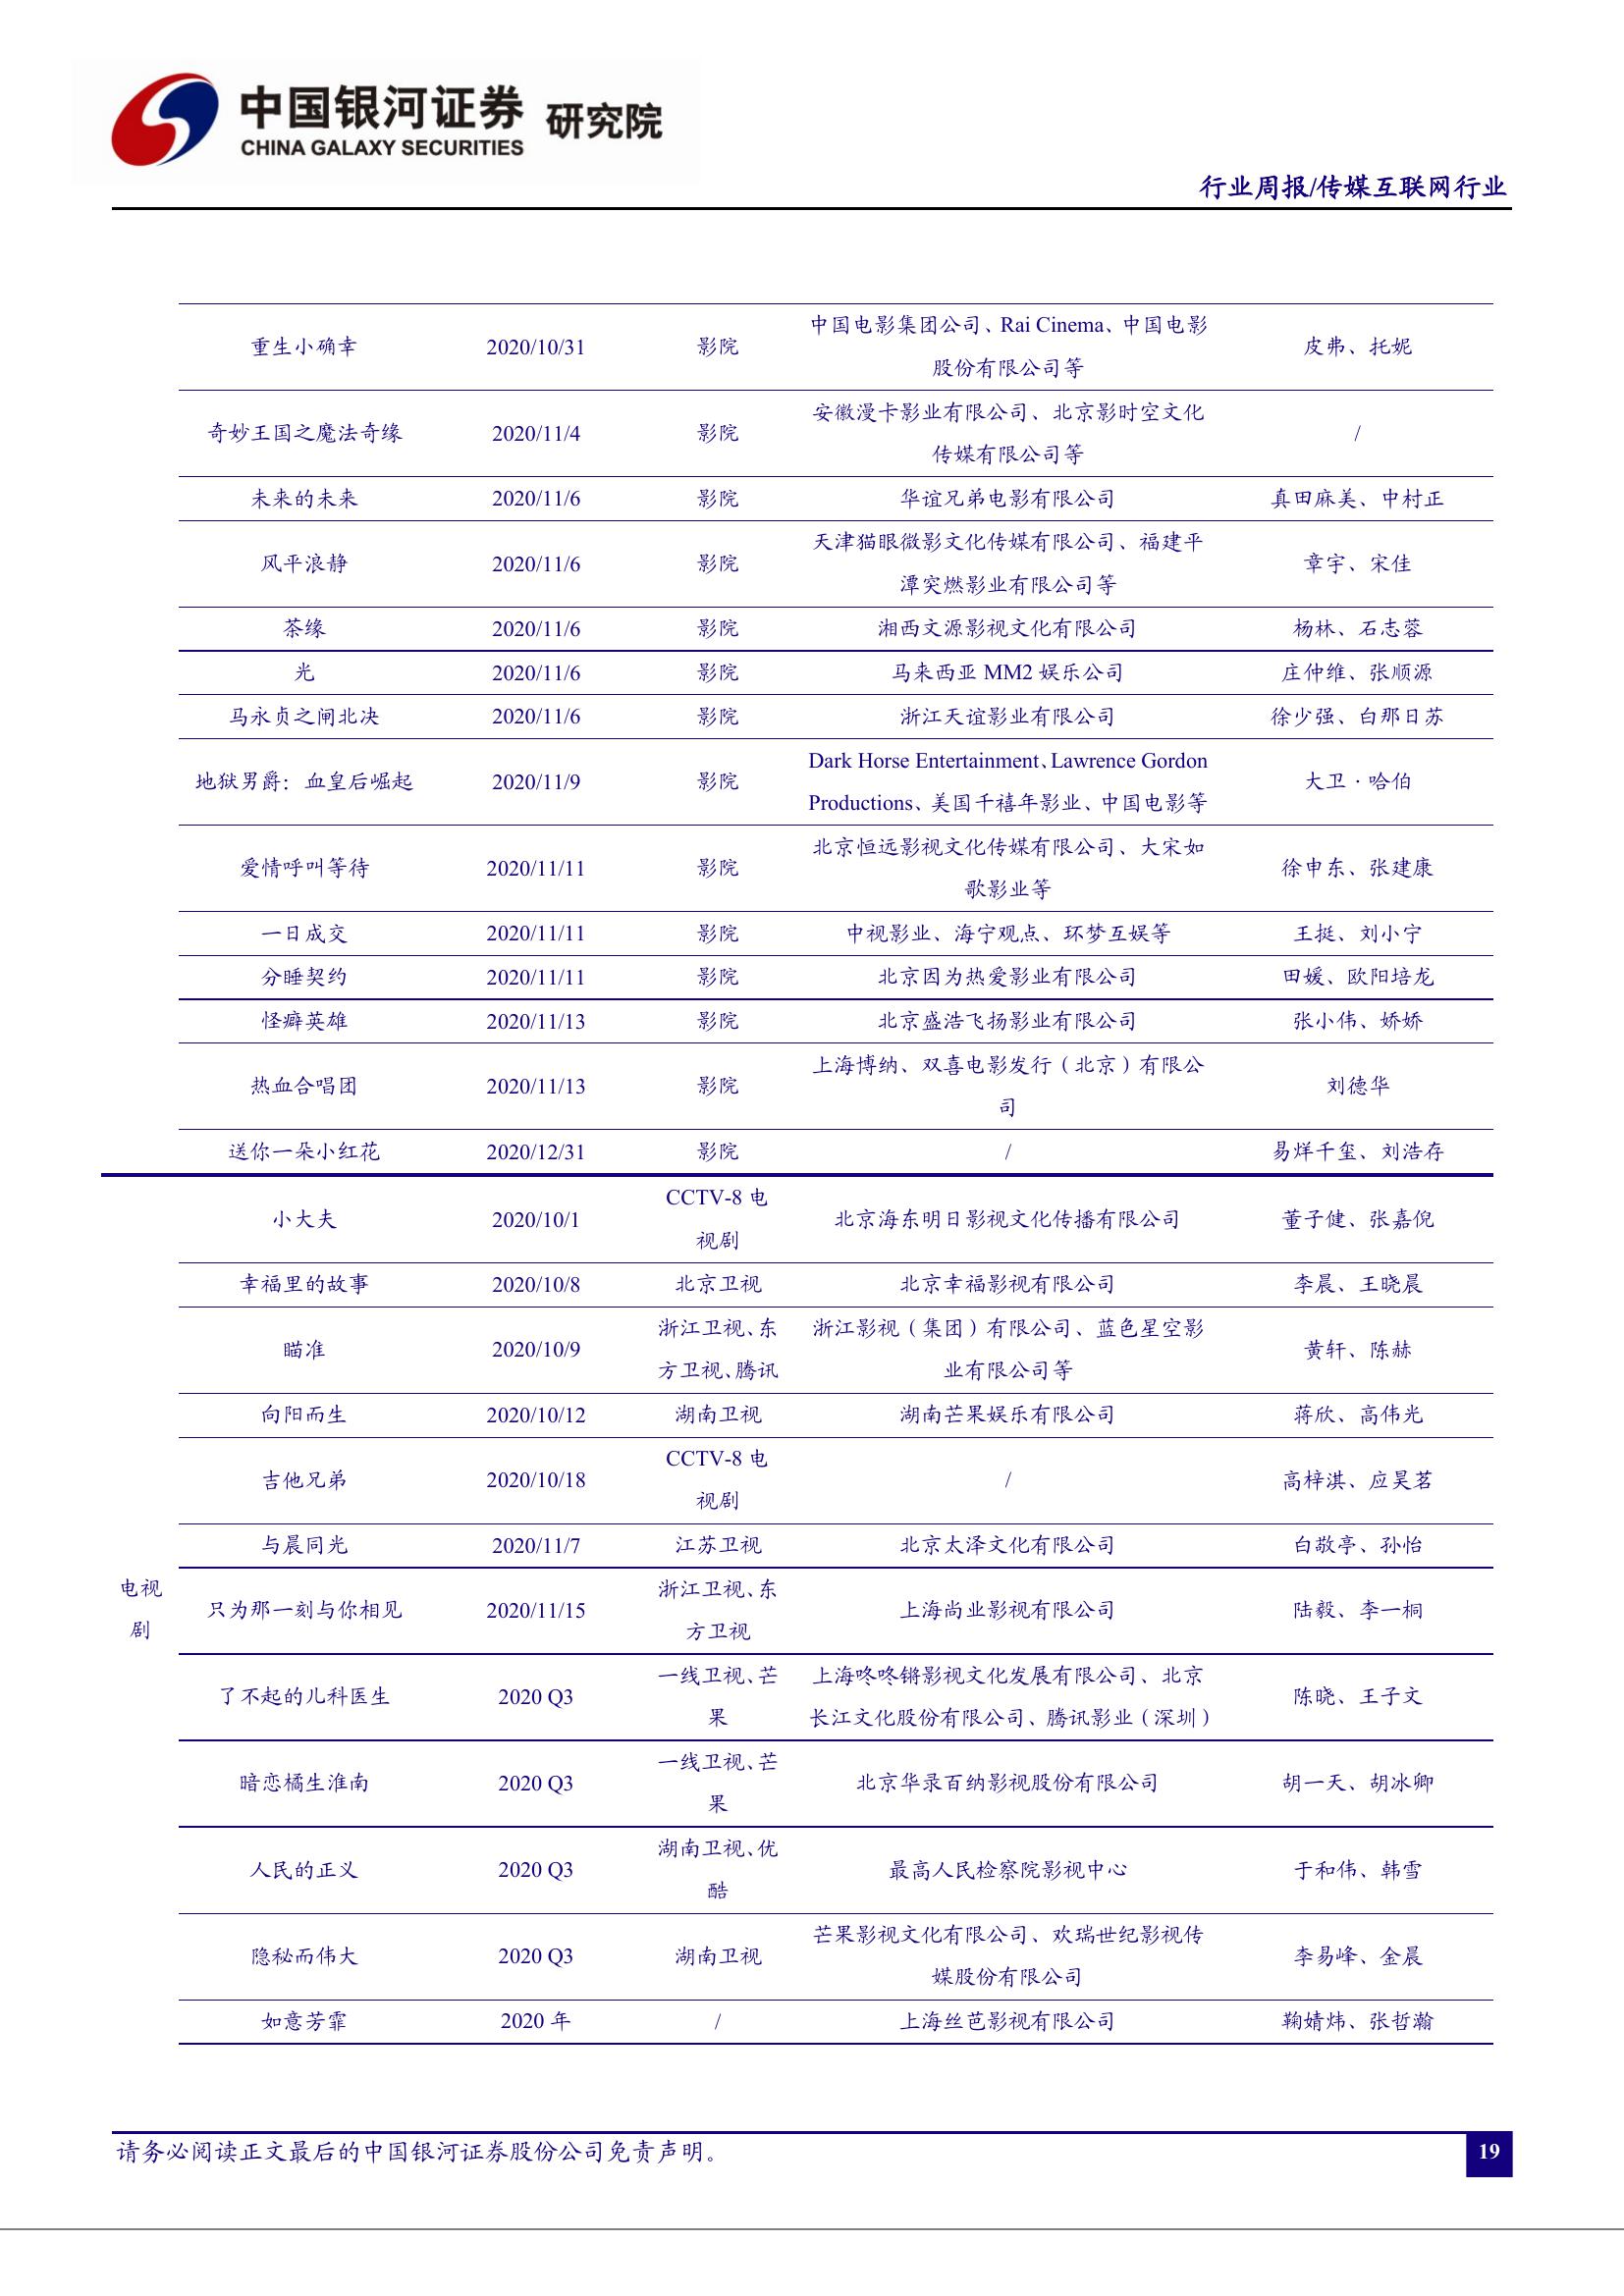 中国银河证券 研究院
CHINA GALAXY SECURITIES
行业周报/传媒互联网行业
重生小确幸 2020/10/31 影院 中国电影集团公司、Rai Cinema、中国电影
股份有限公司等 皮弗、托妮
奇妙王国之魔法奇缘 2020/11/4 影院 安徽漫卡影业有限公司、北京影时空文化
传媒有限公司等 /
未来的未来 2020/11/6 影院 华谊兄弟电影有限公司 真田麻美、中村正
风平浪静 2020/11/6 影院 天津猫眼微影文化传媒有限公司、福建平
潭突燃影业有限公司等 章宇、宋佳
茶缘 2020/11/6 影院 湘西文源影视文化有限公司 杨林、石志蓉
光 2020/11/6 影院 马来西亚 MM2 娱乐公司 庄仲维、张顺源
马永贞之闸北决 2020/11/6 影院 浙江天谊影业有限公司 徐少强、白那日苏
地狱男爵：血皇后崛起 2020/11/9 影院 Dark Horse Entertainment、Lawrence Gordon
Productions、美国千禧年影业、中国电影等 大卫·哈伯
爱情呼叫等待 2020/11/11 影院 北京恒远影视文化传媒有限公司、大宋如
歌影业等 徐申东、张建康
一日成交 2020/11/11 影院 中视影业、海宁观点、环梦互娱等 王挺、刘小宁
分睡契约 2020/11/11 影院 北京因为热爱影业有限公司 田媛、欧阳培龙
怪癖英雄 2020/11/13 影院 北京盛浩飞扬影业有限公司 张小伟、娇娇
热血合唱团 2020/11/13 影院 上海博纳、双喜电影发行（北京）有限公
司 刘德华
送你一朵小红花 2020/12/31 影院 / 易烊千玺、刘浩存
小大夫 2020/10/1 CCTV-8 电
视剧 北京海东明日影视文化传播有限公司 董子健、张嘉倪
幸福里的故事 2020/10/8 北京卫视 北京幸福影视有限公司 李晨、王晓晨
瞄准 2020/10/9 浙江卫视、东
方卫视、腾讯 浙江影视（集团）有限公司、蓝色星空影
业有限公司等 黄轩、陈赫
向阳而生 2020/10/12 湖南卫视 湖南芒果娱乐有限公司 蒋欣、高伟光
吉他兄弟 2020/10/18 CCTV-8 电
视剧 / 高梓淇、应昊茗
与晨同光 2020/11/7 江苏卫视 北京太泽文化有限公司 白敬亭、孙怡
电视
剧
只为那一刻与你相见 2020/11/15 浙江卫视、东
方卫视 上海尚业影视有限公司 陆毅、李一桐
了不起的儿科医生 2020 Q3 一线卫视、芒
果 上海咚咚锵影视文化发展有限公司、北京
长江文化股份有限公司、腾讯影业（深圳） 陈晓、王子文
暗恋橘生淮南 2020 Q3 一线卫视、芒
果 北京华录百纳影视股份有限公司 胡一天、胡冰卿
人民的正义 2020 Q3 湖南卫视、优
酷 最高人民检察院影视中心 于和伟、韩雪
隐秘而伟大 2020 Q3 湖南卫视 芒果影视文化有限公司、欢瑞世纪影视传
媒股份有限公司 李易峰、金晨
如意芳霏 2020 年 / 上海丝芭影视有限公司 鞠婧炜、张哲瀚
请务必阅读正文最后的中国银河证券股份公司免责声明。
19